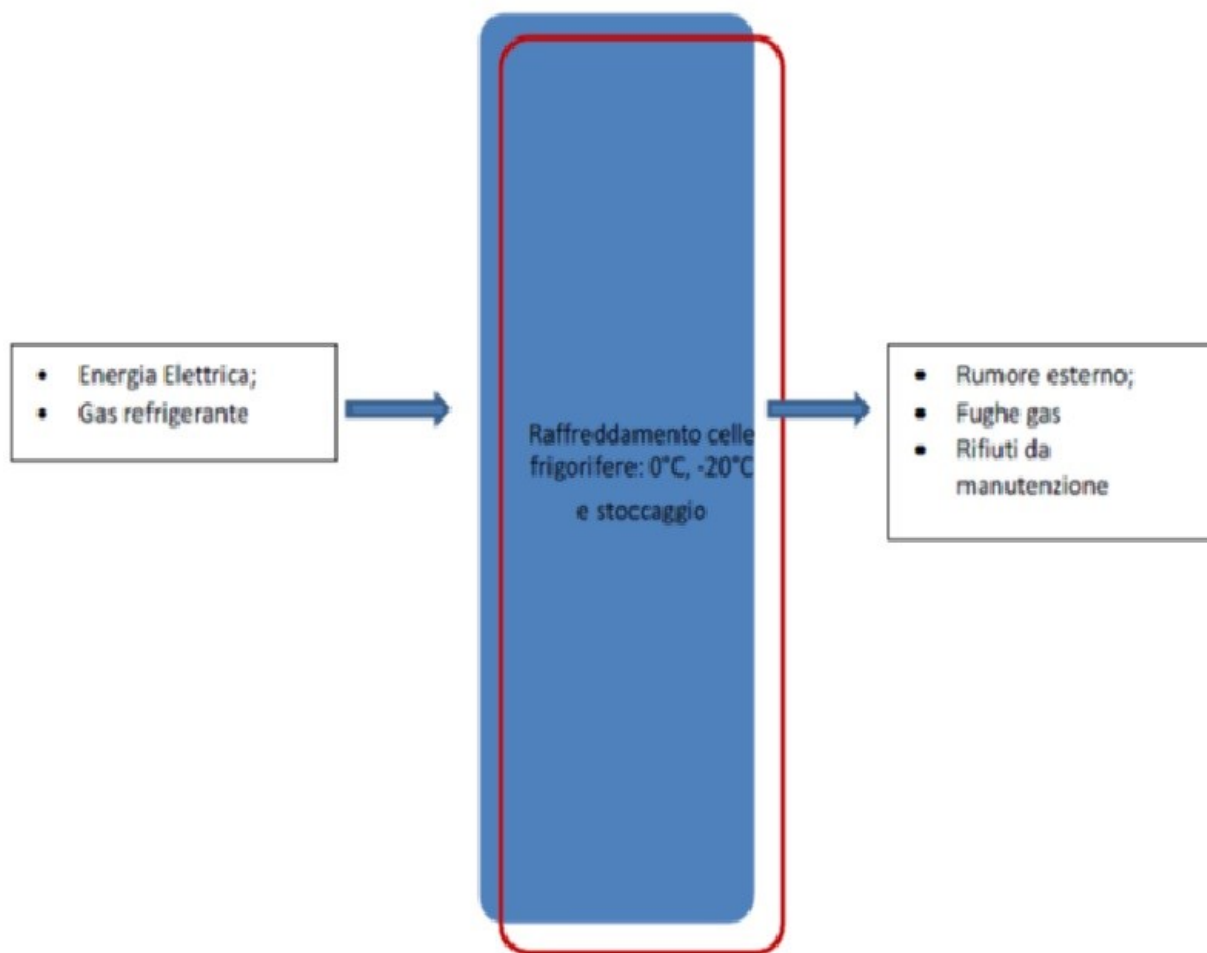 • Energia Elettrica;
• Gas refrigerante
Raffreddamento celle
frigorifere: 0°C, -20°C
e stoccaggio
• Rumore esterno;
• Fughe gas
• Rifiuti da
manutenzione